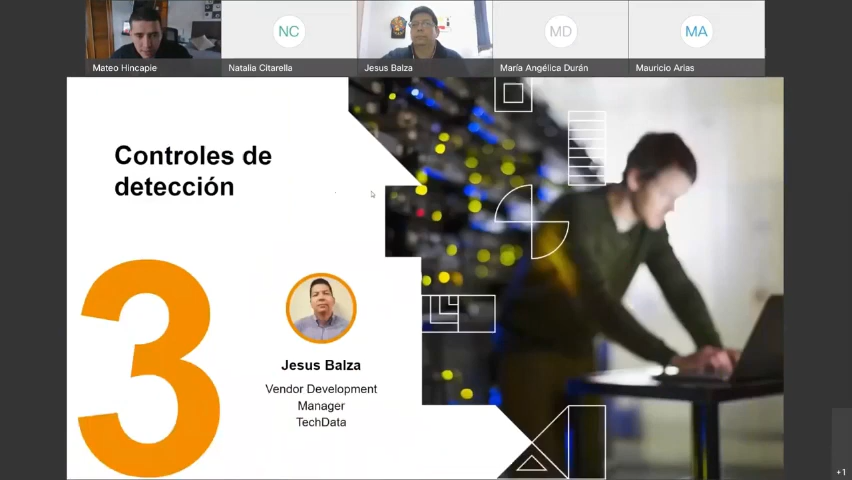 NC
MD
MA
Mateo Hincapie
Natalia Citarella
Jesus Balza
María Angélica Durán
Mauricio Arias
Controles de
detección
3
Jesus Balza
Vendor Development
Manager
TechData
+1